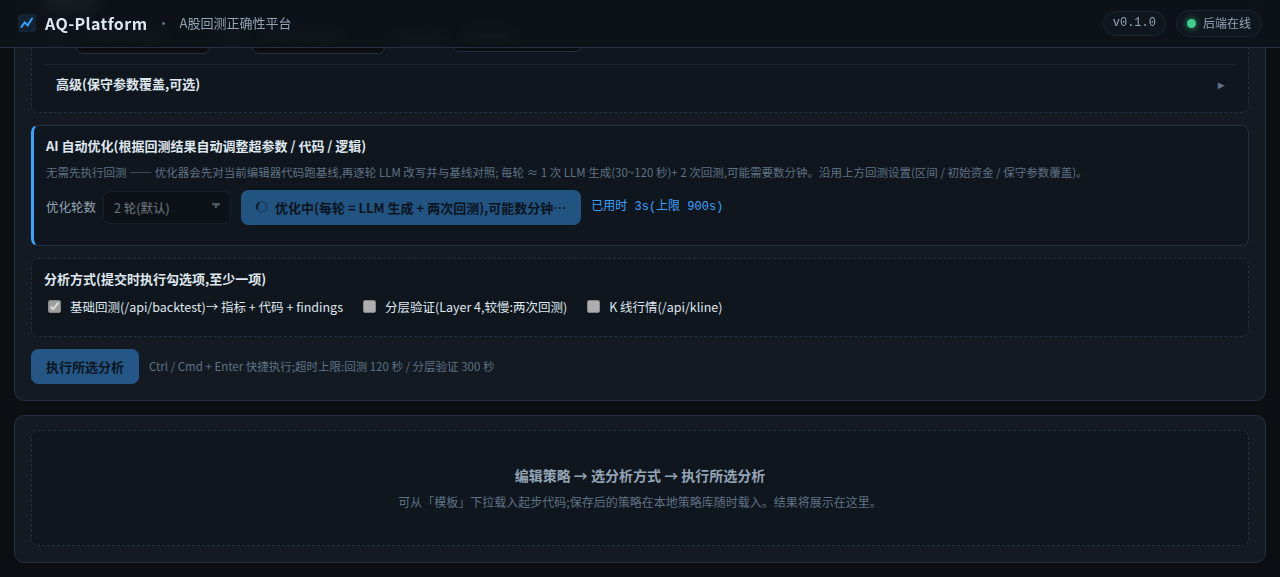 AQ-Platform · A股回测正确性平台 v0.1.0 后端在线
高级(保守参数覆盖,可选)
AI 自动优化(根据回测结果自动调整超参数 / 代码 / 逻辑)
无需先执行回测 —— 优化器会先对当前编辑器代码跑基线,再逐轮 LLM 改写并与基线对照; 每轮 ≈ 1 次 LLM 生成(30~120 秒)+ 2 次回测,可能需要数分钟。沿用上方回测设置(区间 / 初始资金 / 保守参数覆盖)。
优化轮数 2 轮(默认) 优化中(每轮 = LLM 生成 + 两次回测),可能数分钟… 已用时 3s(上限 900s)
分析方式(提交时执行勾选项,至少一项)
基础回测(/api/backtest)→ 指标 + 代码 + findings 分层验证(Layer 4,较慢:两次回测) K 线行情(/api/kline)
执行所选分析 Ctrl / Cmd + Enter 快捷执行;超时上限:回测 120 秒 / 分层验证 300 秒
编辑策略 → 选分析方式 → 执行所选分析
可从「模板」下拉载入起步代码;保存后的策略在本地策略库随时载入。结果将展示在这里。